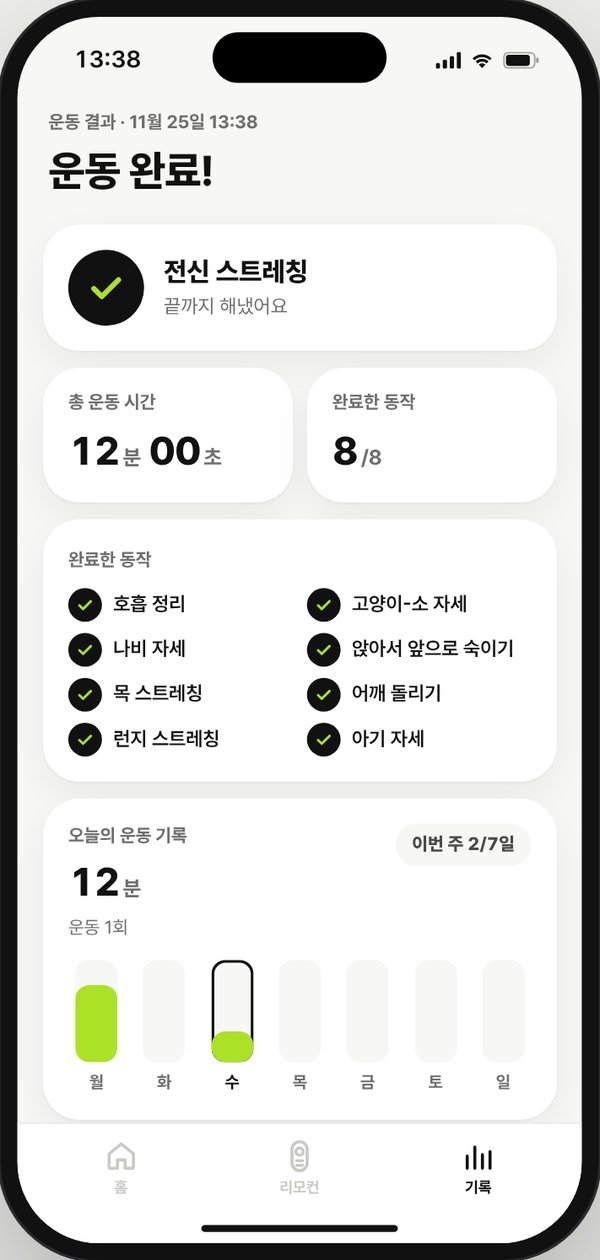 13:38
운동 결과 · 11월 25일 13:38
운동 완료!
전신 스트레칭
끝까지 해냈어요
총 운동 시간
12분 00초
완료한 동작
8/8
완료한 동작
호흡 정리
고양이-소 자세
나비 자세
앉아서 앞으로 숙이기
목 스트레칭
어깨 돌리기
런지 스트레칭
아기 자세
오늘의 운동 기록
이번 주 2/7일
12분
운동 1회
월 화 수 목 금 토 일
홈 리모컨 기록